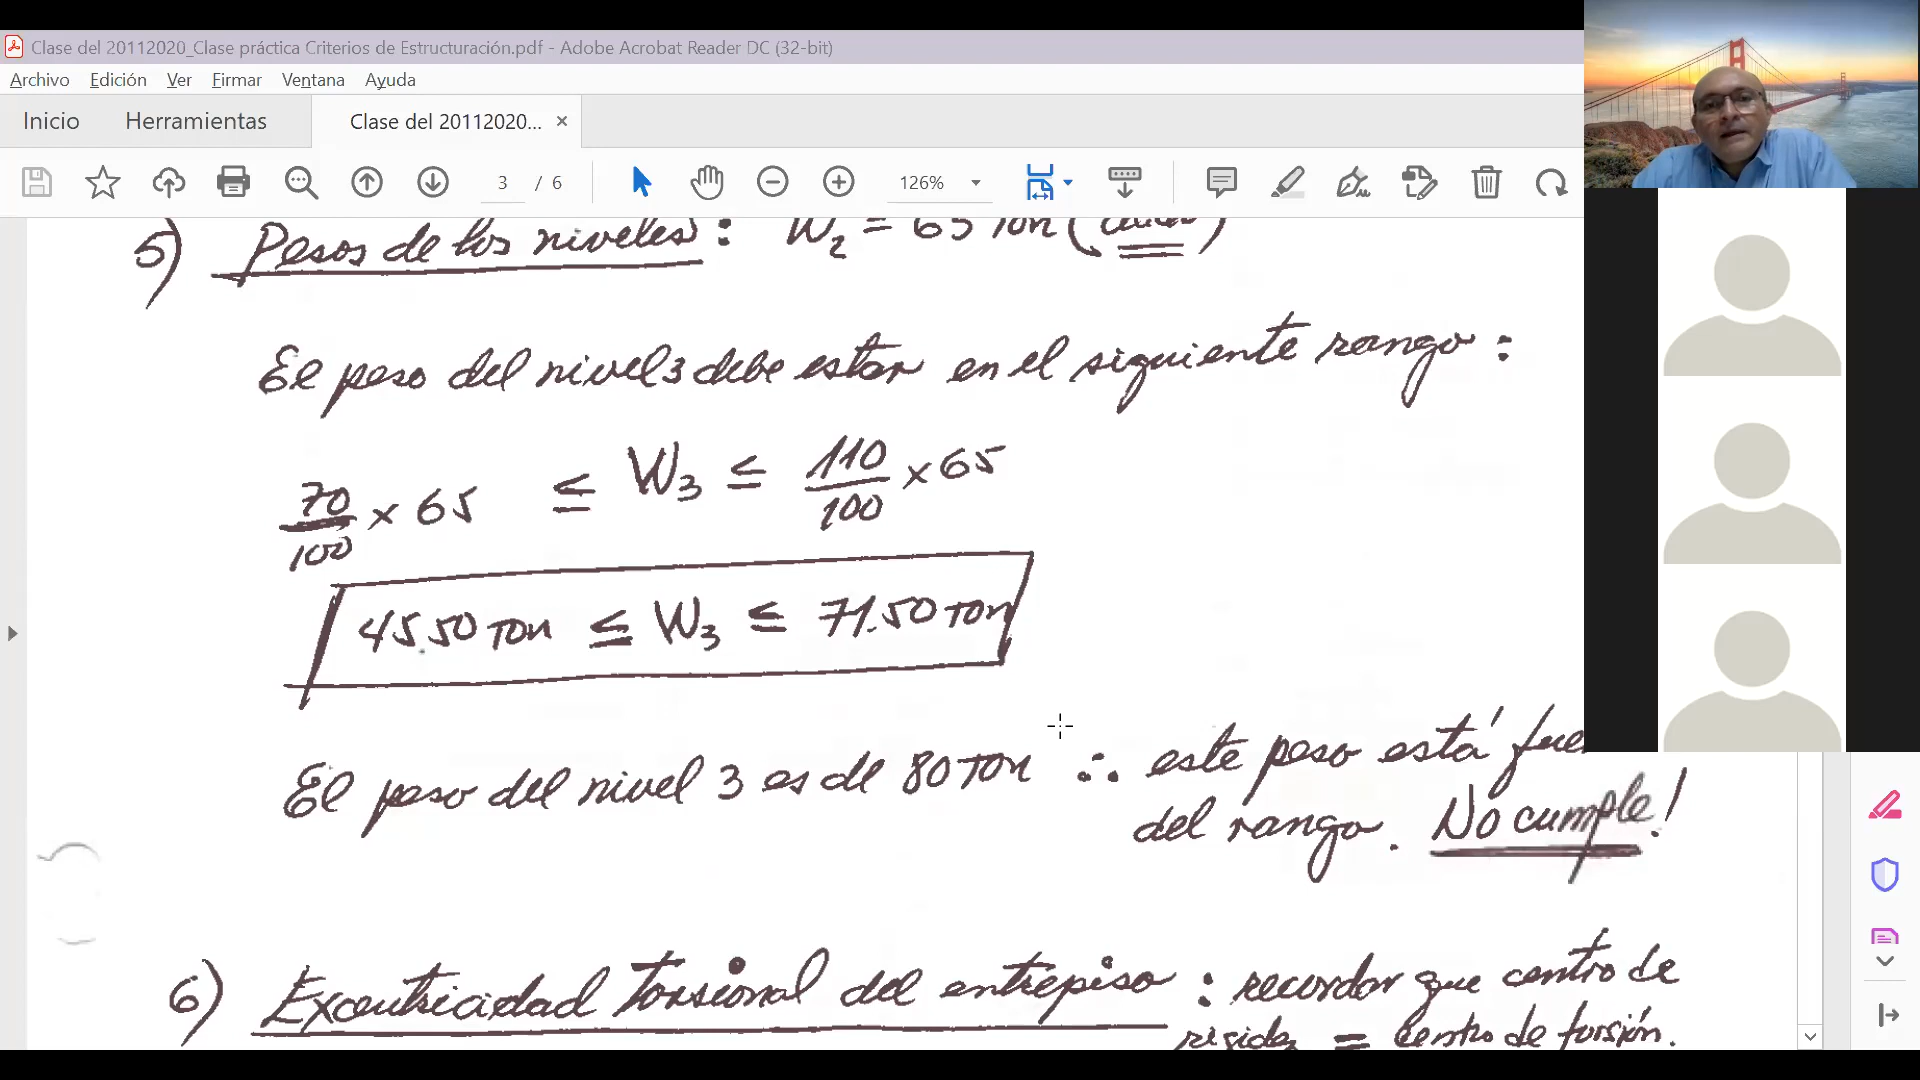 Clase del 20112020_Clase práctica Criterios de Estructuración.pdf - Adobe Acrobat Reader DC (32-bit)
Archivo Edición Ver Firmar Ventana Ayuda
Inicio Herramientas Clase del 20112020... ×
3 / 6 126%
5) Pesos de los niveles : W2 = 65 Ton (
El peso del nivel 3 debe estar en el siguiente rango :
70/100 x 65 ≤ W3 ≤ 110/100 x 65
45.50 Ton ≤ W3 ≤ 71.50 Ton
El peso del nivel 3 es de 80 Ton ∴ este peso está fue
del rango. No cumple!
6) Excentricidad Torsional del entrepiso : recordar que centro de
rigidez = centro de torsión.